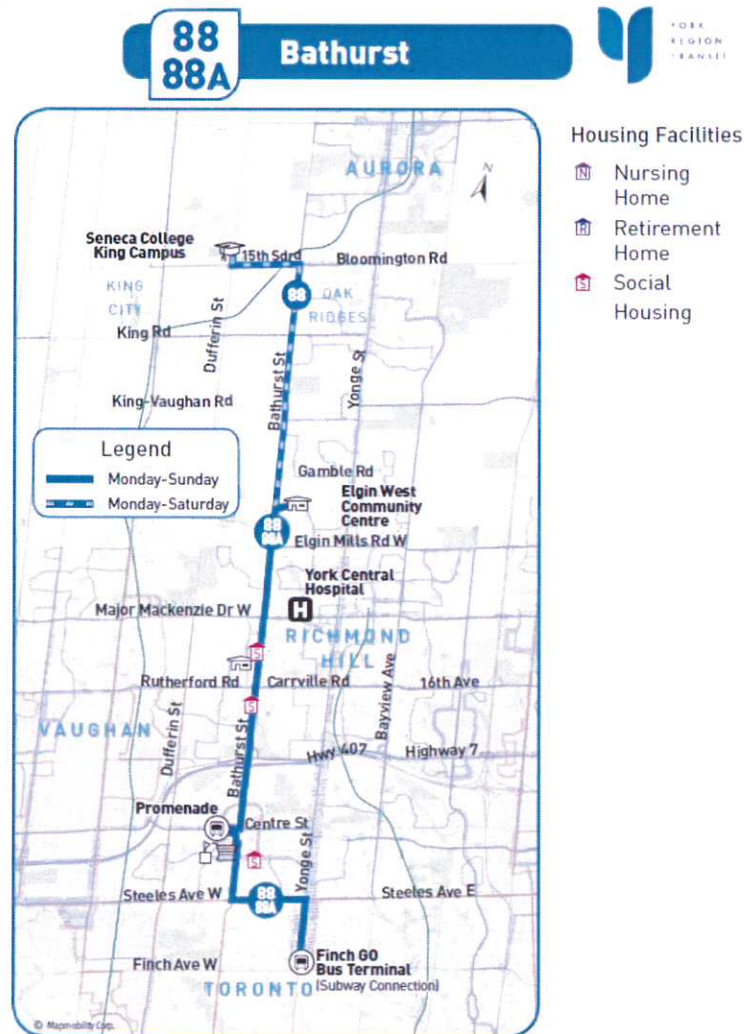 88
88A
Bathurst
YORK
REGION
TRANSIT
Housing Facilities
N Nursing
Home
R Retirement
Home
S Social
Housing
AURORA
N
Seneca College
King Campus
15th Sdrd
Bloomington Rd
KING
CITY
88
OAK
RIDGES
King Rd
Dufferin St
Bathurst St
Yonge St
King-Vaughan Rd
Legend
Monday-Sunday
Monday-Saturday
Gamble Rd
Elgin West
Community
Centre
88
88A
Elgin Mills Rd W
York Central
Hospital
H
Major Mackenzie Dr W
RICHMOND
HILL
S
Rutherford Rd
Carrville Rd
16th Ave
S
VAUGHAN
Dufferin St
Bathurst St
Bayview Ave
Hwy 407
Highway 7
Promenade
Centre St
Yonge St
S
Steeles Ave W
88
88A
Steeles Ave E
Finch Ave W
Finch GO
Bus Terminal
(Subway Connection)
TORONTO
© Mapmobility Corp.